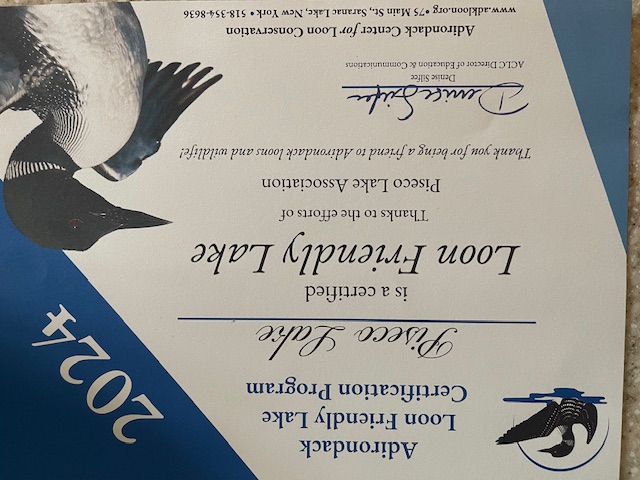 Adirondack
Loon Friendly Lake
Certification Program
2024
Piseco Lake
is a certified
Loon Friendly Lake
Thanks to the efforts of
Piseco Lake Association
Thank you for being a friend to Adirondack loons and wildlife!
Denise Silfee
Denise Silfee
ACLC Director of Education & Communications
Adirondack Center for Loon Conservation
www.adkloon.org • 75 Main St., Saranac Lake, New York • 518-354-8636